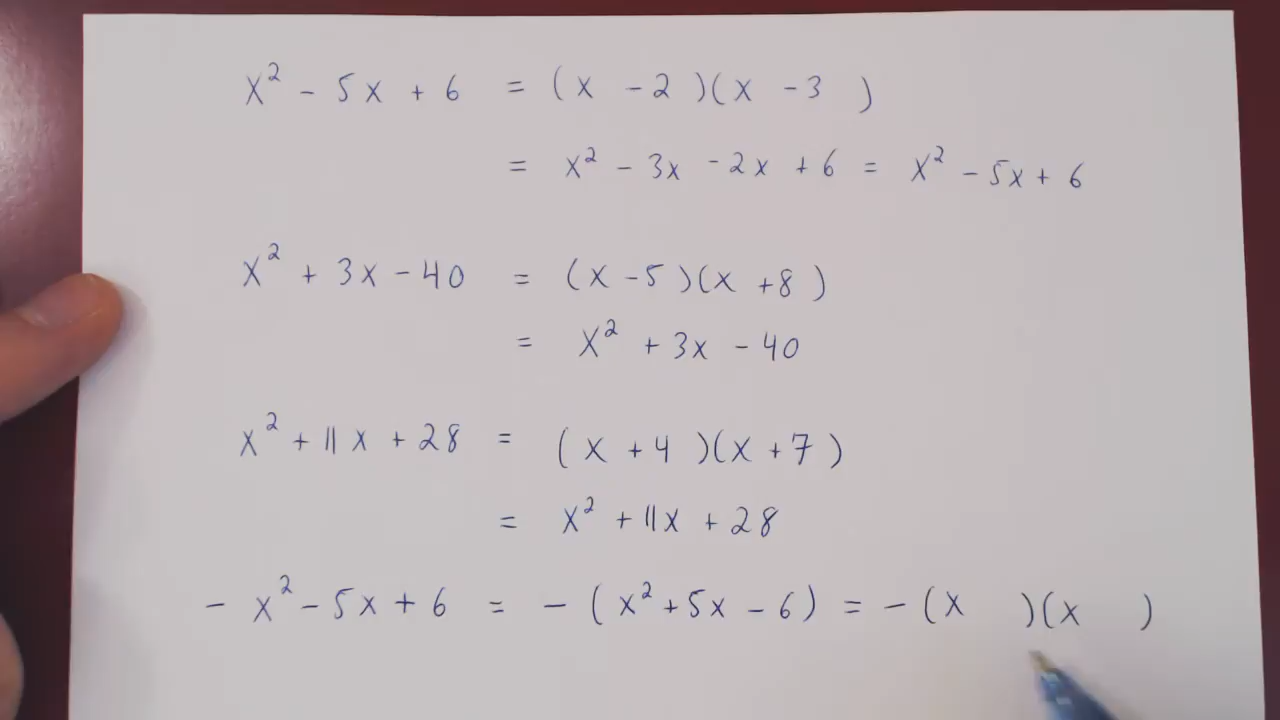 x² - 5x + 6 = (x - 2)(x - 3)
= x² - 3x - 2x + 6 = x² - 5x + 6
x² + 3x - 40 = (x - 5)(x + 8)
= x² + 3x - 40
x² + 11x + 28 = (x + 4)(x + 7)
= x² + 11x + 28
- x² - 5x + 6 = - (x² + 5x - 6) = - (x )(x )